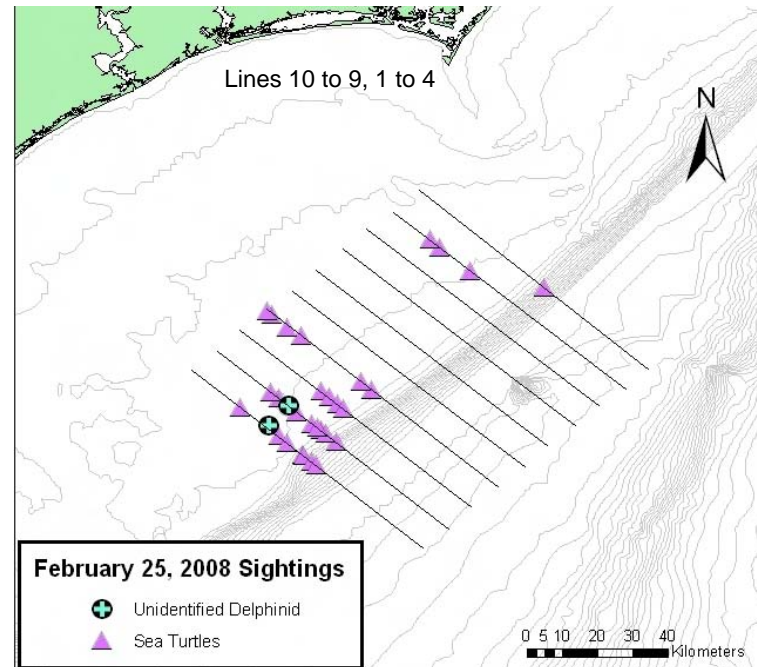 Lines 10 to 9, 1 to 4
N
February 25, 2008 Sightings
Unidentified Delphinid
Sea Turtles
0 5 10 20 30 40
Kilometers